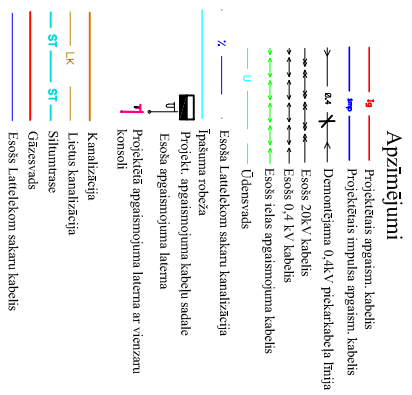 Apzīmējumi
1g Projektētais apgaism. kabelis
imp Projektētais impulsa apgaism. kabelis
0.4 Demontējama 0,4kV piekarkabeļa līnija
Esošs 20kV kabelis
Esošs 0,4 kV kabelis
Esošs ielas apgaismojuma kabelis
U Ūdensvads
Esoša Lattelekom sakaru kanalizācija
Īpašuma robeža
Projekt. apgaismojuma kabeļu sadale
Esoša apgaismojuma laterna
Projektētā apgaismojuma laterna ar vienzaru
konsoli
Kanalizācija
LK Lietus kanalizācija
ST ST Siltumtrase
Gāzesvads
Esošs Lattelekom sakaru kabelis